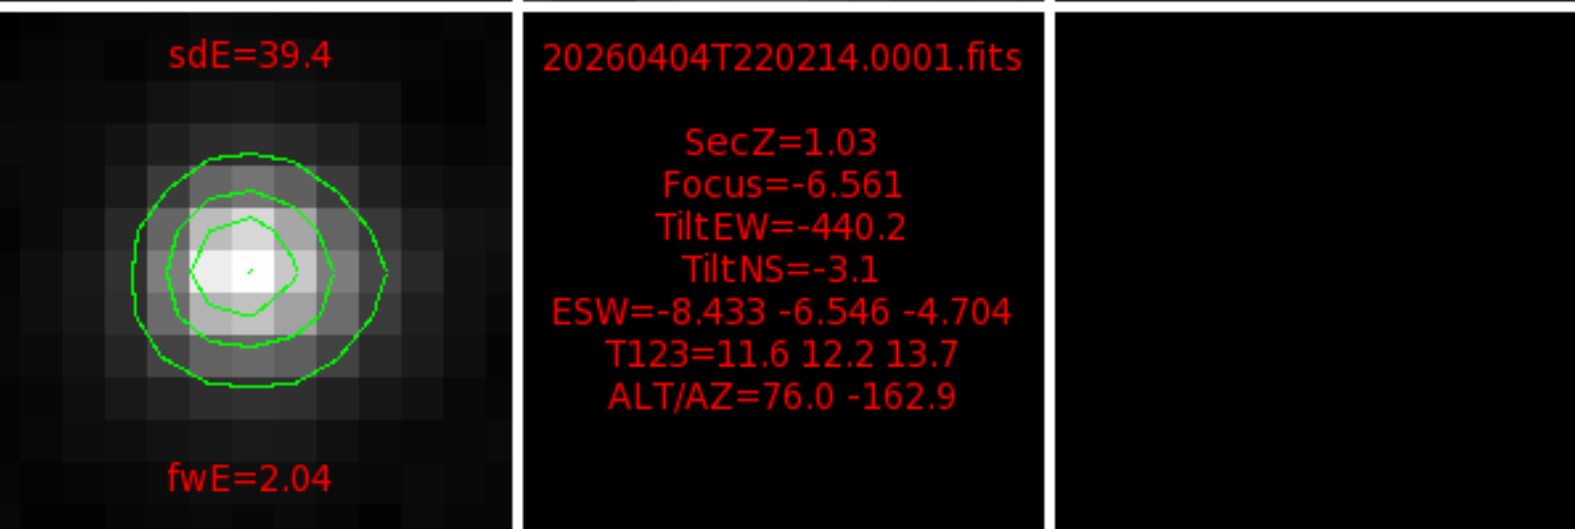 sdE=39.4
fwE=2.04
20260404T220214.0001.fits
SecZ=1.03
Focus=-6.561
TiltEW=-440.2
TiltNS=-3.1
ESW=-8.433 -6.546 -4.704
T123=11.6 12.2 13.7
ALT/AZ=76.0 -162.9